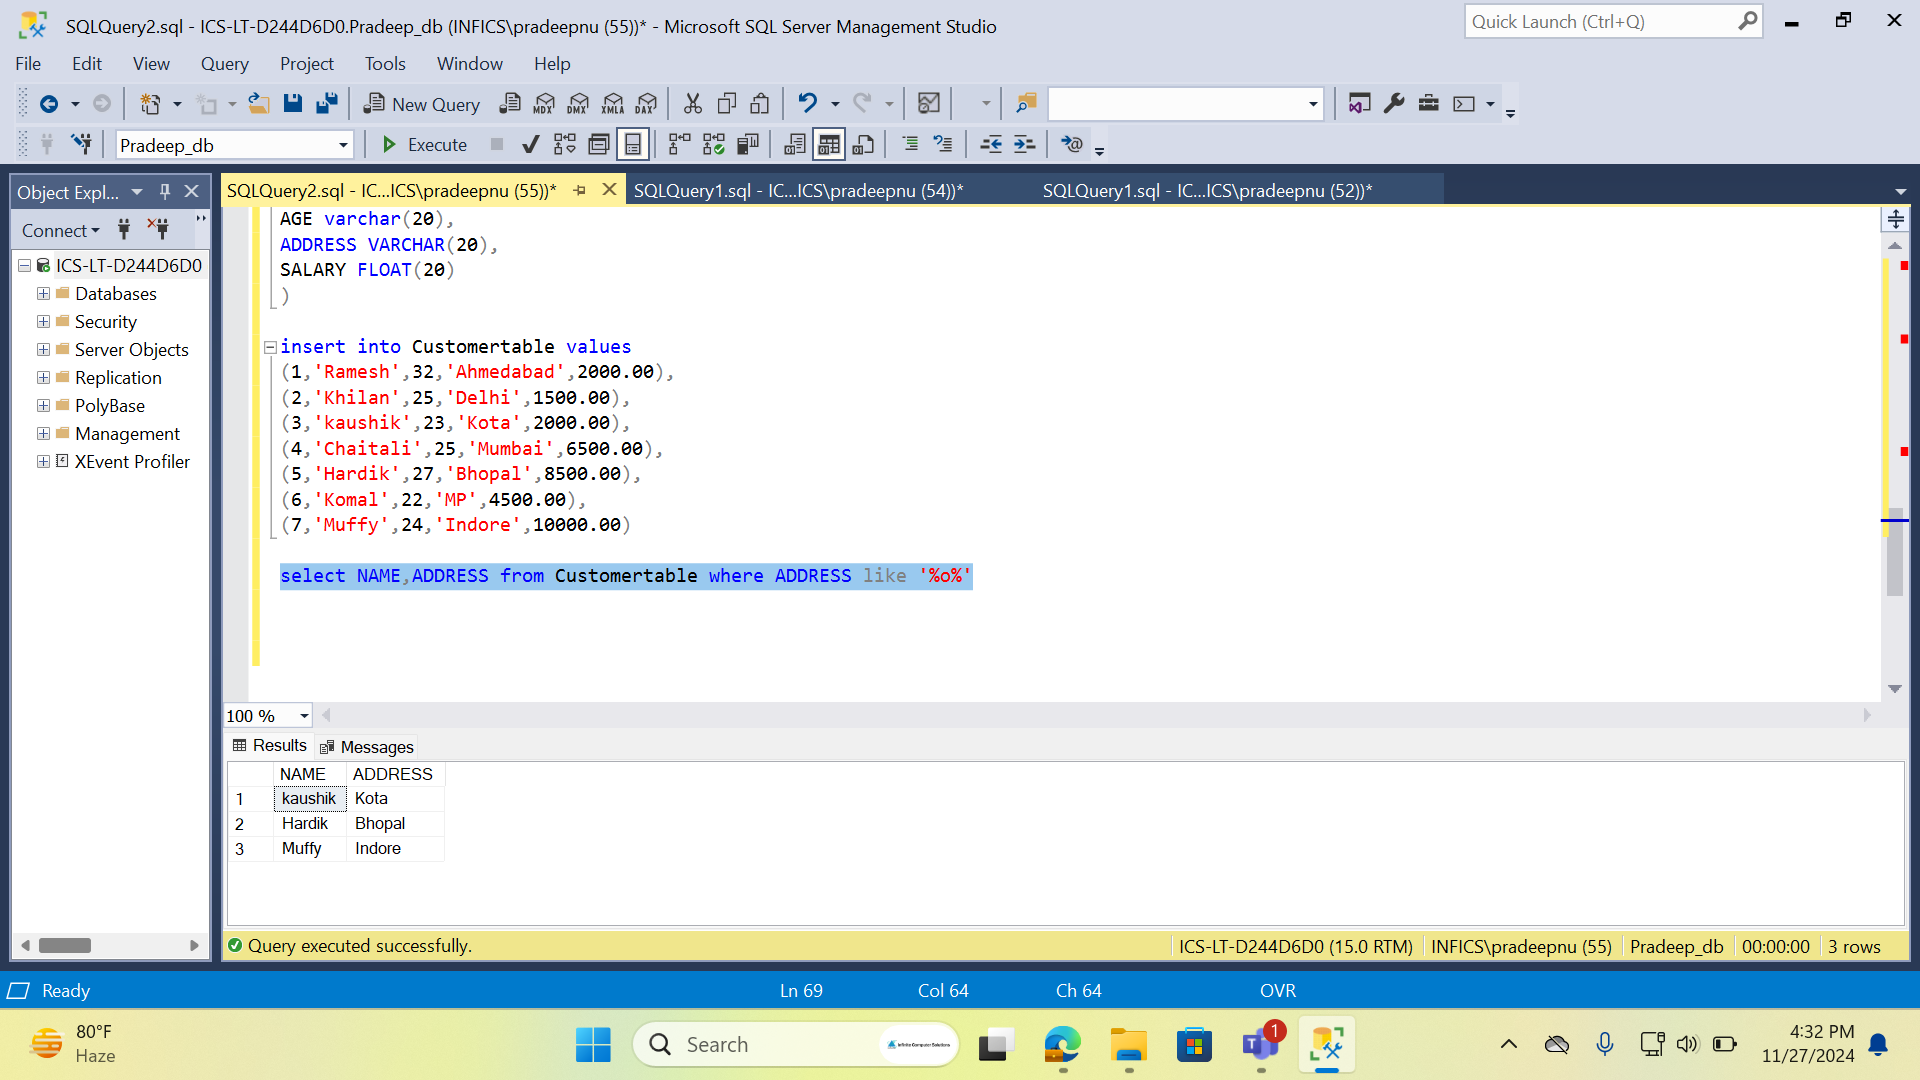 SQLQuery2.sql - ICS-LT-D244D6D0.Pradeep_db (INFICS\pradeepnu (55))* - Microsoft SQL Server Management Studio
Quick Launch (Ctrl+Q)
File Edit View Query Project Tools Window Help
New Query MDX DMX XMLA DAX
Pradeep_db Execute
Object Expl...
SQLQuery2.sql - IC...ICS\pradeepnu (55))* SQLQuery1.sql - IC...ICS\pradeepnu (54))* SQLQuery1.sql - IC...ICS\pradeepnu (52))*
Connect
ICS-LT-D244D6D0
Databases
Security
Server Objects
Replication
PolyBase
Management
XEvent Profiler
AGE varchar(20),
ADDRESS VARCHAR(20),
SALARY FLOAT(20)
)
insert into Customertable values
(1,'Ramesh',32,'Ahmedabad',2000.00),
(2,'Khilan',25,'Delhi',1500.00),
(3,'kaushik',23,'Kota',2000.00),
(4,'Chaitali',25,'Mumbai',6500.00),
(5,'Hardik',27,'Bhopal',8500.00),
(6,'Komal',22,'MP',4500.00),
(7,'Muffy',24,'Indore',10000.00)
select NAME,ADDRESS from Customertable where ADDRESS like '%o%'
100 %
Results Messages
NAME ADDRESS
1 kaushik Kota
2 Hardik Bhopal
3 Muffy Indore
Query executed successfully.
ICS-LT-D244D6D0 (15.0 RTM) INFICS\pradeepnu (55) Pradeep_db 00:00:00 3 rows
Ready Ln 69 Col 64 Ch 64 OVR
80°F
Haze
Search
Infinite Computer Solutions
1
4:32 PM
11/27/2024